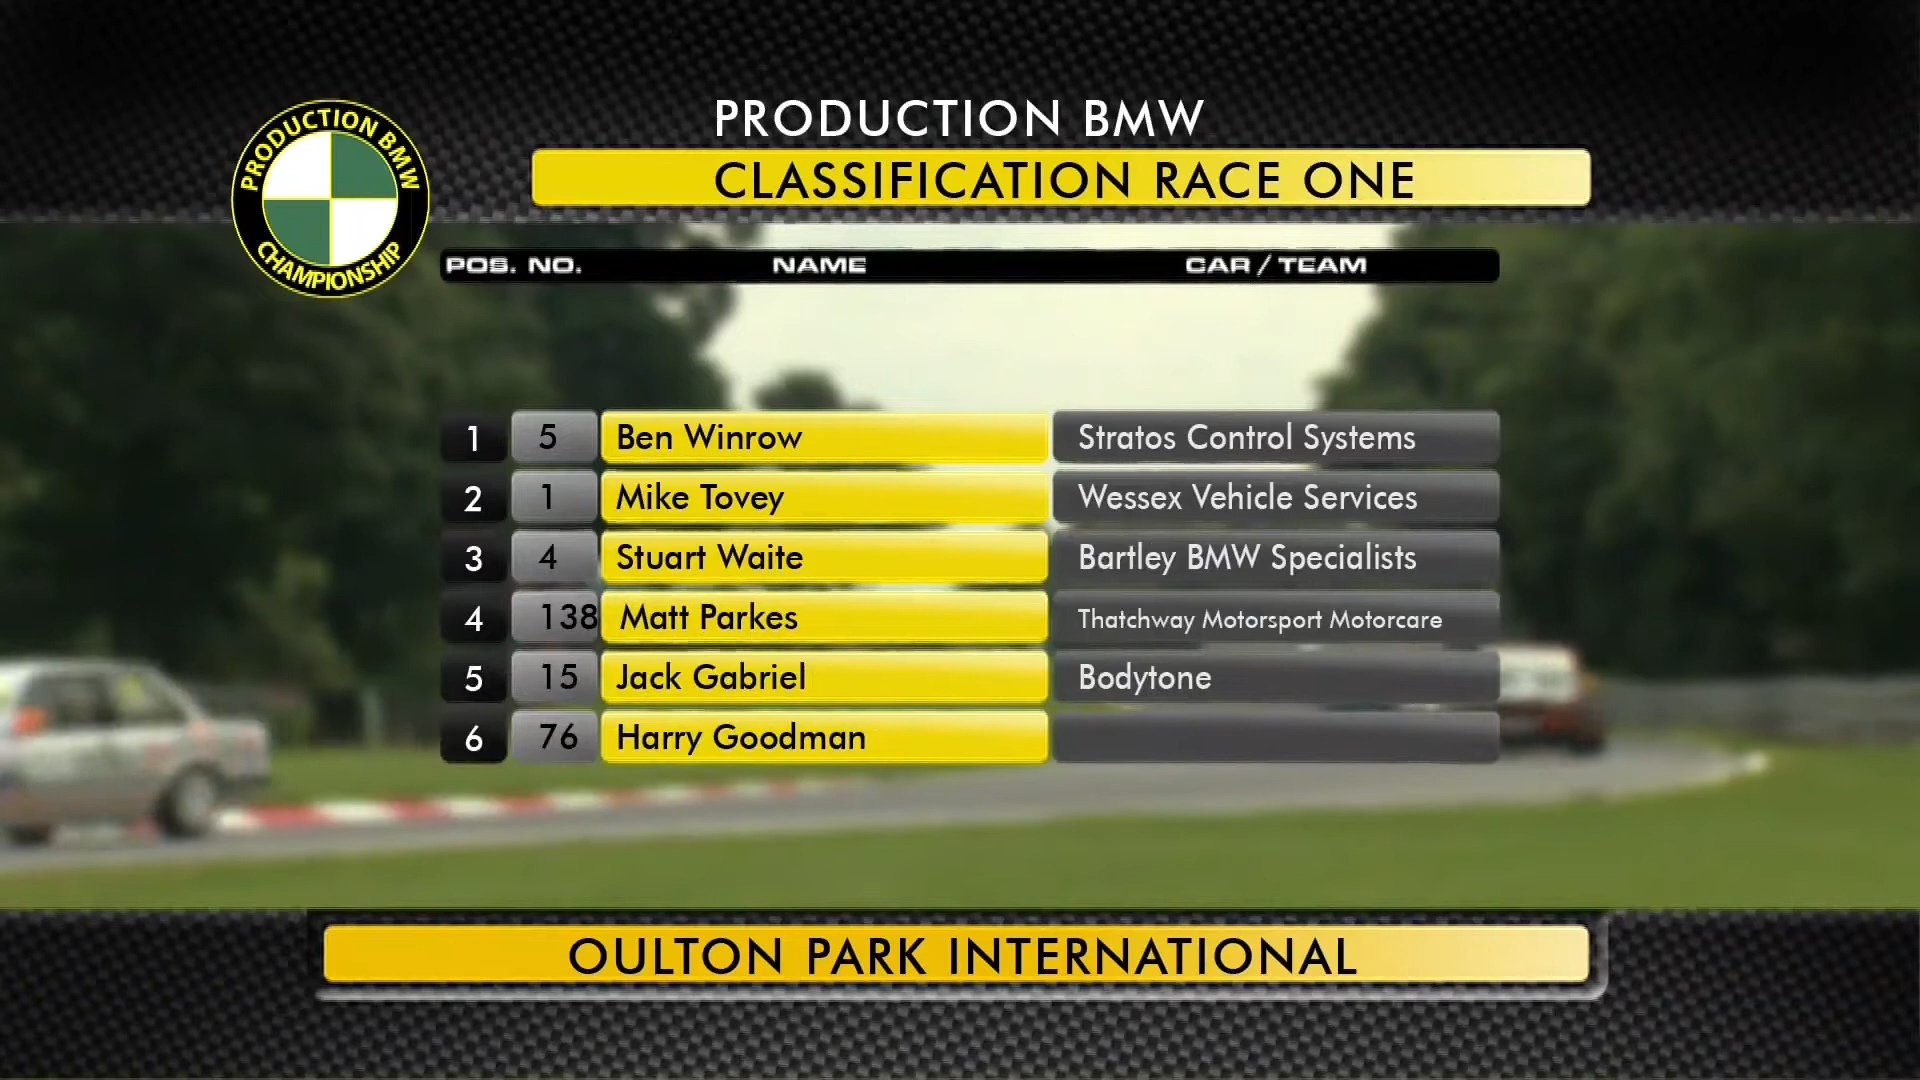 PRODUCTION BMW
CLASSIFICATION RACE ONE
PRODUCTION BMW
CHAMPIONSHIP
POS. NO. NAME CAR / TEAM
1 5 Ben Winrow Stratos Control Systems
2 1 Mike Tovey Wessex Vehicle Services
3 4 Stuart Waite Bartley BMW Specialists
4 138 Matt Parkes Thatchway Motorsport Motorcare
5 15 Jack Gabriel Bodytone
6 76 Harry Goodman
OULTON PARK INTERNATIONAL